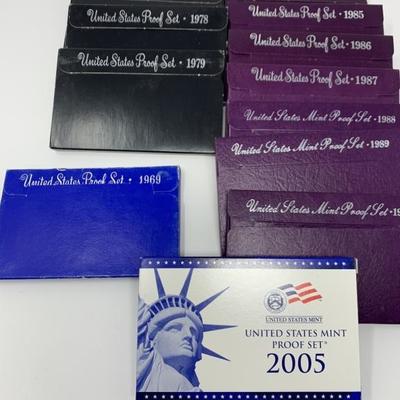 United States Proof Set · 1978
United States Proof Set · 1979
United States Proof Set · 1969
United States Proof Set · 1985
United States Proof Set · 1986
United States Proof Set · 1987
United States Mint Proof Set · 1988
United States Mint Proof Set · 1989
United States Mint Proof Set · 19
UNITED STATES MINT
UNITED STATES MINT
PROOF SET™
2005